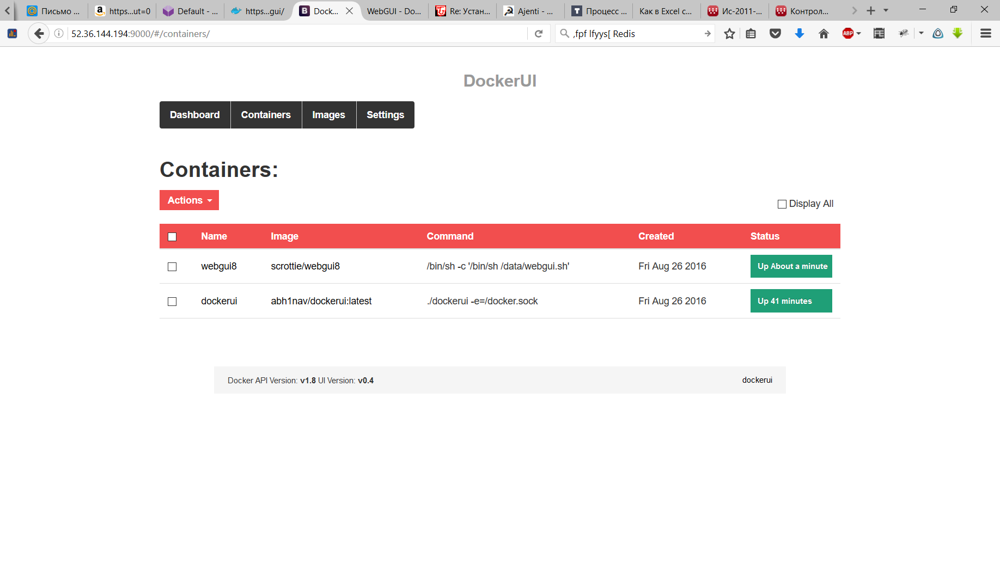 Письмо ...
https...ut=0
Default - ...
https...gui/
Dock...
WebGUI - Do...
Re: Устан...
Ajenti - ...
Процесс ...
Как в Excel с...
Ис-2011-...
Контрол...
52.36.144.194:9000/#/containers/
,fpf lfyys[ Redis
ABP
DockerUI
Dashboard Containers Images Settings
Containers:
Actions
Display All
Name Image Command Created Status
webgui8 scrottie/webgui8 /bin/sh -c '/bin/sh /data/webgui.sh' Fri Aug 26 2016 Up About a minute
dockerui abh1nav/dockerui:latest ./dockerui -e=/docker.sock Fri Aug 26 2016 Up 41 minutes
Docker API Version: v1.8 UI Version: v0.4 dockerui